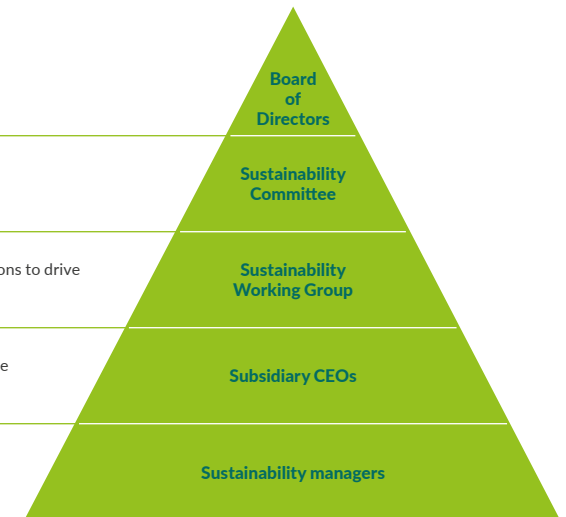 Board
of
Directors
Sustainability
Committee
ons to drive
Sustainability
Working Group
e
Subsidiary CEOs
Sustainability managers